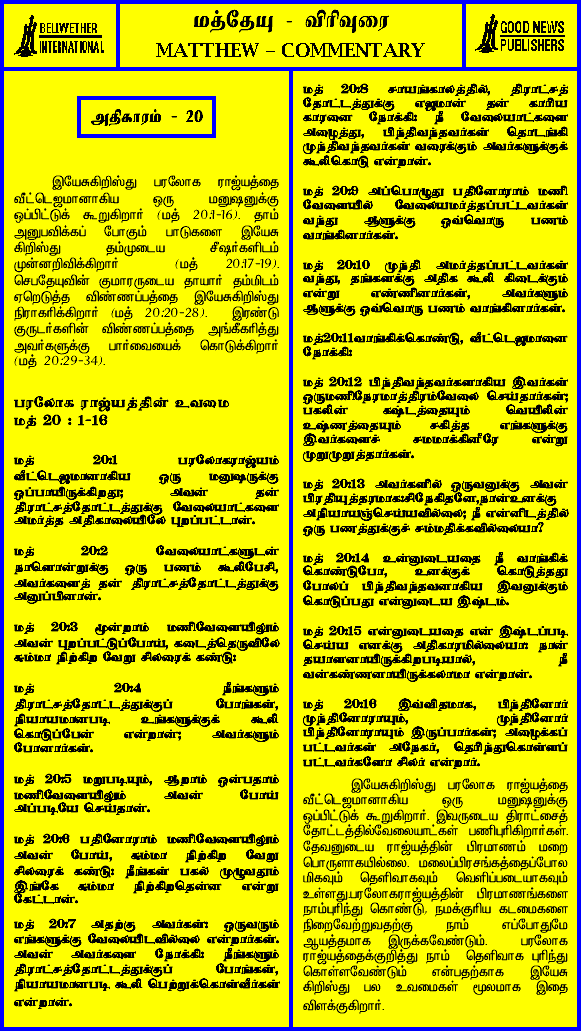 BELLWETHER
INTERNATIONAL
மத்தேயு - விரிவுரை
MATTHEW – COMMENTARY
GOOD NEWS
PUBLISHERS
அதிகாரம் - 20
இயேசுகிறிஸ்து பரலோக ராஜ்யத்தை
வீட்டெஜமானாகிய ஒரு மனுஷனுக்கு
ஒப்பிட்டுக் கூறுகிறார் (மத் 20:1-16). தாம்
அனுபவிக்கப் போகும் பாடுகளை இயேசு
கிறிஸ்து தம்முடைய சீஷர்களிடம்
முன்னறிவிக்கிறார் (மத் 20:17-19).
செபதேயுவின் குமாரருடைய தாயார் தம்மிடம்
ஏறெடுத்த விண்ணப்பத்தை இயேசுகிறிஸ்து
நிராகரிக்கிறார் (மத் 20:20-28). இரண்டு
குருடர்களின் விண்ணப்பத்தை அங்கீகரித்து
அவர்களுக்கு பார்வையைக் கொடுக்கிறார்
(மத் 20:29-34).
பரலோக ராஜ்யத்தின் உவமை
மத் 20 : 1-16
மத் 20:1 பரலோகராஜ்யம்
வீட்டெஜமானாகிய ஒரு மனுஷனுக்கு
ஒப்பாயிருக்கிறது; அவன் தன்
திராட்சத்தோட்டத்துக்கு வேலையாட்களை
அமர்த்த அதிகாலையிலே புறப்பட்டான்.
மத் 20:2 வேலையாட்களுடன்
நாளொன்றுக்கு ஒரு பணம் கூலிபேசி,
அவர்களைத் தன் திராட்சத்தோட்டத்துக்கு
அனுப்பினான்.
மத் 20:3 மூன்றாம் மணிவேளையிலும்
அவன் புறப்பட்டுப்போய், கடைத்தெருவிலே
சும்மா நிற்கிற வேறு சிலரைக் கண்டு:
மத் 20:4 நீங்களும்
திராட்சத்தோட்டத்துக்குப் போங்கள்,
நியாயமானபடி உங்களுக்குக் கூலி
கொடுப்பேன் என்றான்; அவர்களும்
போனார்கள்.
மத் 20:5 மறுபடியும், ஆறாம் ஒன்பதாம்
மணிவேளையிலும் அவன் போய்
அப்படியே செய்தான்.
மத் 20:6 பதினோராம் மணிவேளையிலும்
அவன் போய், சும்மா நிற்கிற வேறு
சிலரைக் கண்டு: நீங்கள் பகல் முழுவதும்
இங்கே சும்மா நிற்கிறதென்ன என்று
கேட்டான்.
மத் 20:7 அதற்கு அவர்கள்: ஒருவரும்
எங்களுக்கு வேலையிடவில்லை என்றார்கள்.
அவன் அவர்களை நோக்கி: நீங்களும்
திராட்சத்தோட்டத்துக்குப் போங்கள்,
நியாயமானபடி கூலி பெற்றுக்கொள்வீர்கள்
என்றான்.
மத் 20:8 சாயங்காலத்தில், திராட்சத்
தோட்டத்துக்கு எஜமான் தன் காரிய
காரனை நோக்கி: நீ வேலையாட்களை
அழைத்து, பிந்திவந்தவர்கள் தொடங்கி
முந்திவந்தவர்கள் வரைக்கும் அவர்களுக்குக்
கூலிகொடு என்றான்.
மத் 20:9 அப்பொழுது பதினோராம் மணி
வேளையில் வேலையமர்த்தப்பட்டவர்கள்
வந்து ஆளுக்கு ஒவ்வொரு பணம்
வாங்கினார்கள்.
மத் 20:10 முந்தி அமர்த்தப்பட்டவர்கள்
வந்து, தங்களக்கு அதிக கூலி கிடைக்கும்
என்று எண்ணினார்கள், அவர்களும்
ஆளுக்கு ஒவ்வொரு பணம் வாங்கினார்கள்.
மத்20:11வாங்கிக்கொண்டு, வீட்டெஜமானை
நோக்கி:
மத் 20:12 பிந்திவந்தவர்களாகிய இவர்கள்
ஒருமணிநேரமாத்திரம்வேலை செய்தார்கள்;
பகலின் கஷ்டத்தையும் வெயிலின்
உஷ்ணத்தையும் சகித்த எங்களுக்கு
இவர்களைச் சமமாக்கினீரே என்று
முறுமுறுத்தார்கள்.
மத் 20:13 அவர்களில் ஒருவனுக்கு அவன்
பிரதியுத்தரமாக:சிநேகிதனே,நான்உனக்கு
அநியாயஞ்செய்யவில்லை; நீ என்னிடத்தில்
ஒரு பணத்துக்குச் சம்மதிக்கவில்லையா?
மத் 20:14 உன்னுடையதை நீ வாங்கிக்
கொண்டுபோ, உனக்குக் கொடுத்தது
போலப் பிந்திவந்தவனாகிய இவனுக்கும்
கொடுப்பது என்னுடைய இஷ்டம்.
மத் 20:15 என்னுடையதை என் இஷ்டப்படி
செய்ய எனக்கு அதிகாரமில்லையா: நான்
தயாளனாயிருக்கிறபடியால், நீ
வன்கண்ணனாயிருக்கலாமா என்றான்.
மத் 20:16 இவ்விதமாக, பிந்தினோர்
முந்தினோராயும், முந்தினோர்
பிந்தினோராயும் இருப்பார்கள்; அழைக்கப்
பட்டவர்கள் அநேகர், தெரிந்துகொள்ளப்
பட்டவர்களோ சிலர் என்றார்.
இயேசுகிறிஸ்து பரலோக ராஜ்யத்தை
வீட்டெஜமானாகிய ஒரு மனுஷனுக்கு
ஒப்பிட்டுக் கூறுகிறார். இவருடைய திராட்சைத்
தோட்டத்தில்வேலையாட்கள் பணிபுரிகிறார்கள்.
தேவனுடைய ராஜ்யத்தின் பிரமாணம் மறை
பொருளாகயில்லை. மலைப்பிரசங்கத்தைப்போல
மிகவும் தெளிவாகவும் வெளிப்படையாகவும்
உள்ளது.பரலோகராஜ்யத்தின் பிரமாணங்களை
நாம்புரிந்து கொண்டு, நமக்குரிய கடமைகளை
நிறைவேற்றுவதற்கு நாம் எப்போதுமே
ஆயத்தமாக இருக்கவேண்டும். பரலோக
ராஜ்யத்தைக்குறித்து நாம் தெளிவாக புரிந்து
கொள்ளவேண்டும் என்பதற்காக இயேசு
கிறிஸ்து பல உவமைகள் மூலமாக இதை
விளக்குகிறார்.